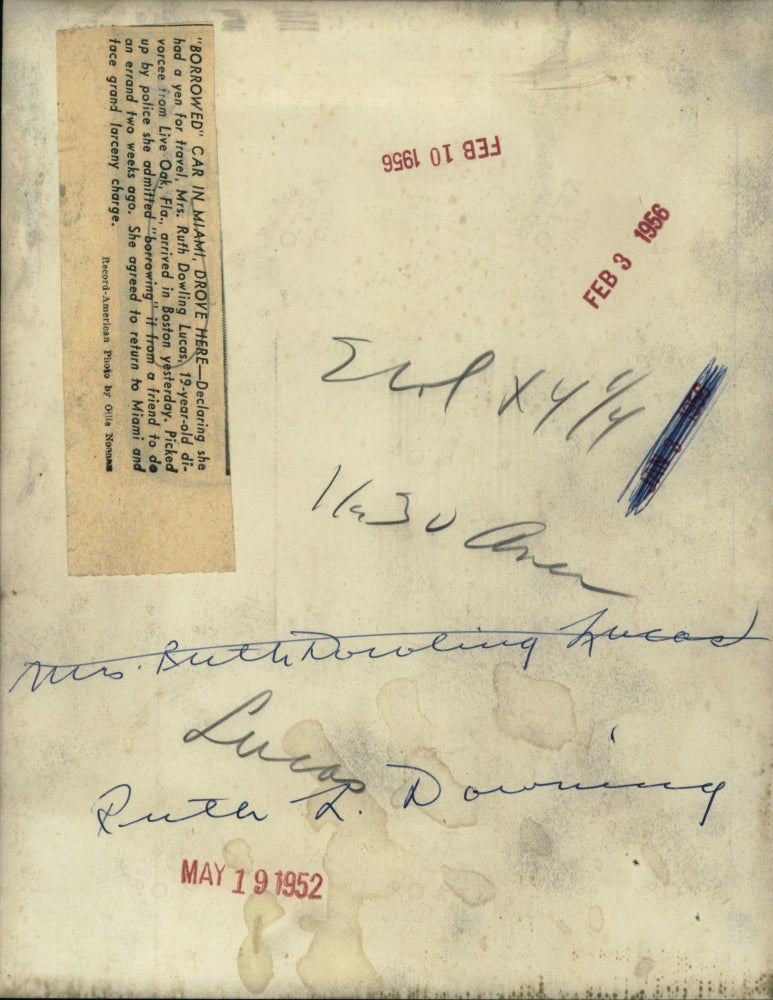 "BORROWED" CAR IN MIAMI, DROVE HERE—Declaring she
had a yen for travel, Mrs. Ruth Dowling Lucas, 19-year-old di-
vorcee from Live Oak, Fla., arrived in Boston yesterday. Picked
up by police she admitted "borrowing" it from a friend to do
an errand two weeks ago. She agreed to return to Miami and
face grand larceny charge.
Record-American Photo by Ollie Noonan
FEB 10 1956
FEB 3 1956
X 4 1/4
Amer
Mrs. Ruth Dowling Lucas
Lucas
Ruth L. Downing
MAY 19 1952